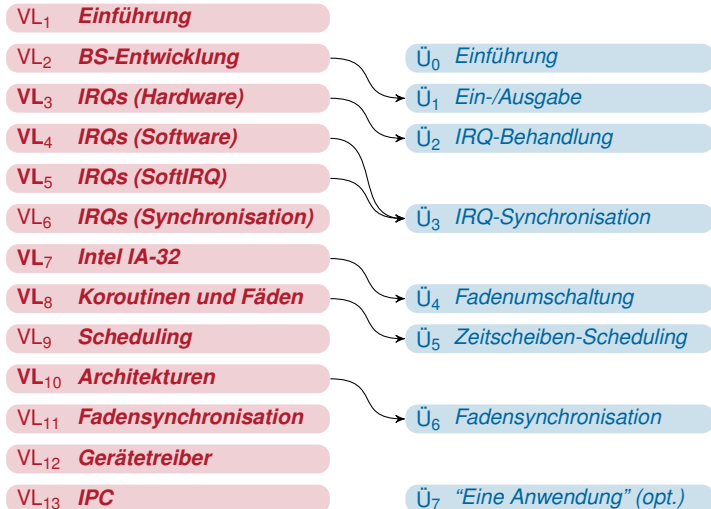 VL1 Einführung
VL2 BS-Entwicklung
Ü0 Einführung
VL3 IRQs (Hardware)
Ü1 Ein-/Ausgabe
VL4 IRQs (Software)
Ü2 IRQ-Behandlung
VL5 IRQs (SoftIRQ)
VL6 IRQs (Synchronisation)
Ü3 IRQ-Synchronisation
VL7 Intel IA-32
VL8 Koroutinen und Fäden
Ü4 Fadenumschaltung
VL9 Scheduling
Ü5 Zeitscheiben-Scheduling
VL10 Architekturen
VL11 Fadensynchronisation
Ü6 Fadensynchronisation
VL12 Gerätetreiber
VL13 IPC
Ü7 “Eine Anwendung” (opt.)